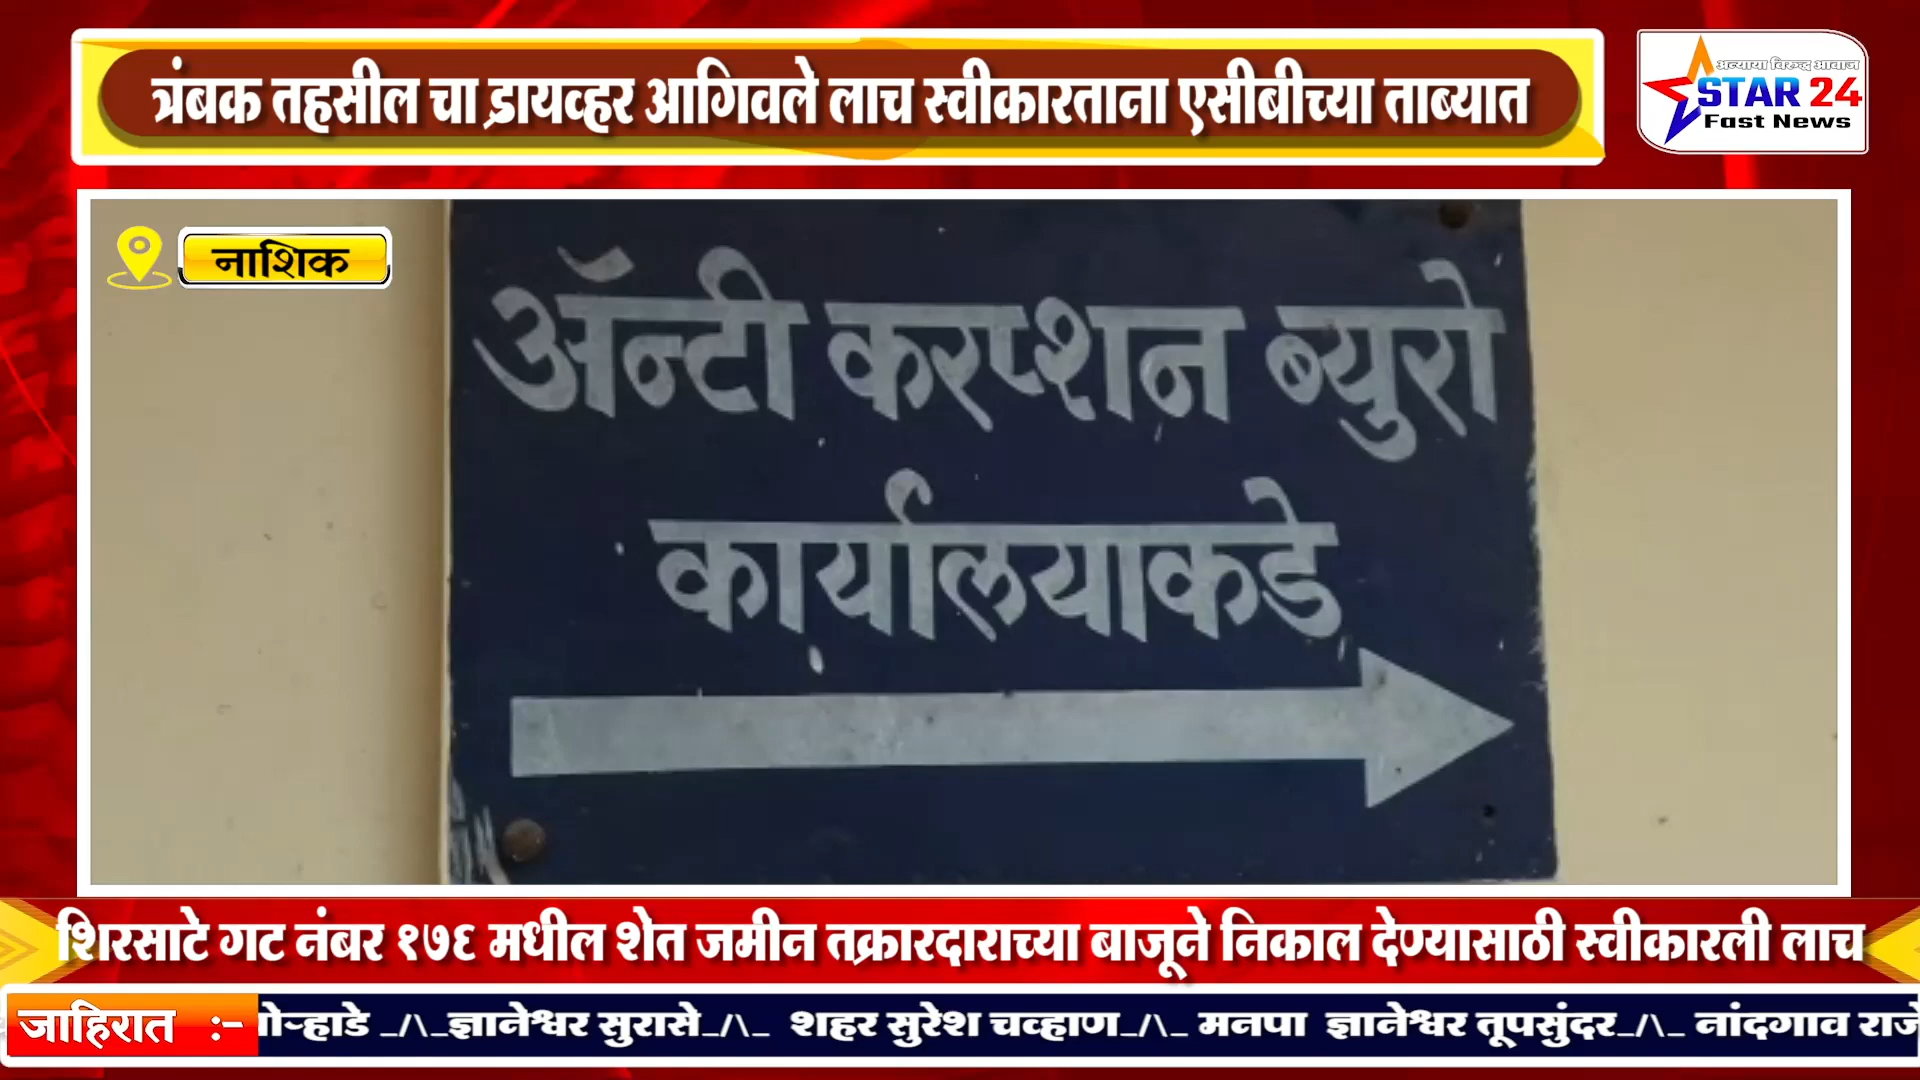 त्रंबक तहसील चा ड्रायव्हर आगिवले लाच स्वीकारताना एसीबीच्या ताब्यात
अन्याया विरुद्ध आवाज
STAR 24
Fast News
नाशिक
ॲन्टी करप्शन ब्युरो
कार्यालयाकडे
शिरसाटे गट नंबर १७६ मधील शेत जमीन तक्रारदाराच्या बाजूने निकाल देण्यासाठी स्वीकारली लाच
जाहिरात :- गोऱ्हाडे _/\_ज्ञानेश्वर सुरासे_/\_ शहर सुरेश चव्हाण_/\_ मनपा ज्ञानेश्वर तूपसुंदर_/\_ नांदगाव राजे